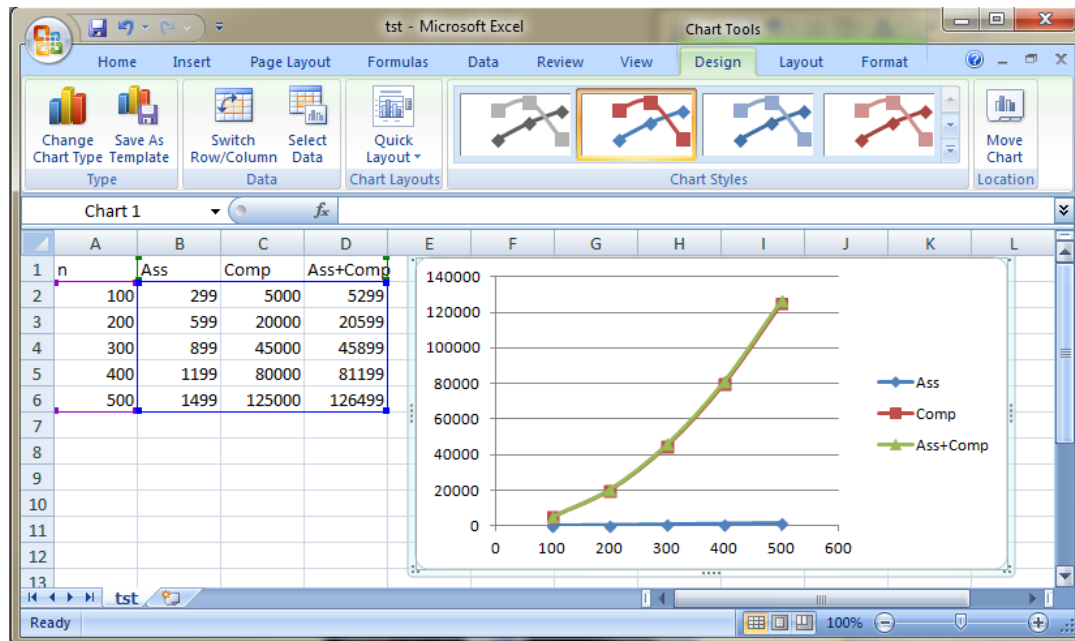 tst - Microsoft Excel
Chart Tools
Home Insert Page Layout Formulas Data Review View Design Layout Format
Change Chart Type
Save As Template
Switch Row/Column
Select Data
Quick Layout
Move Chart
Type Data Chart Layouts Chart Styles Location
Chart 1 fx
A B C D E F G H I J K L
1 n Ass Comp Ass+Comp
2 100 299 5000 5299
3 200 599 20000 20599
4 300 899 45000 45899
5 400 1199 80000 81199
6 500 1499 125000 126499
7
8
9
10
11
12
13
140000
120000
100000
80000
60000
40000
20000
0
0 100 200 300 400 500 600
Ass
Comp
Ass+Comp
tst
Ready 100%